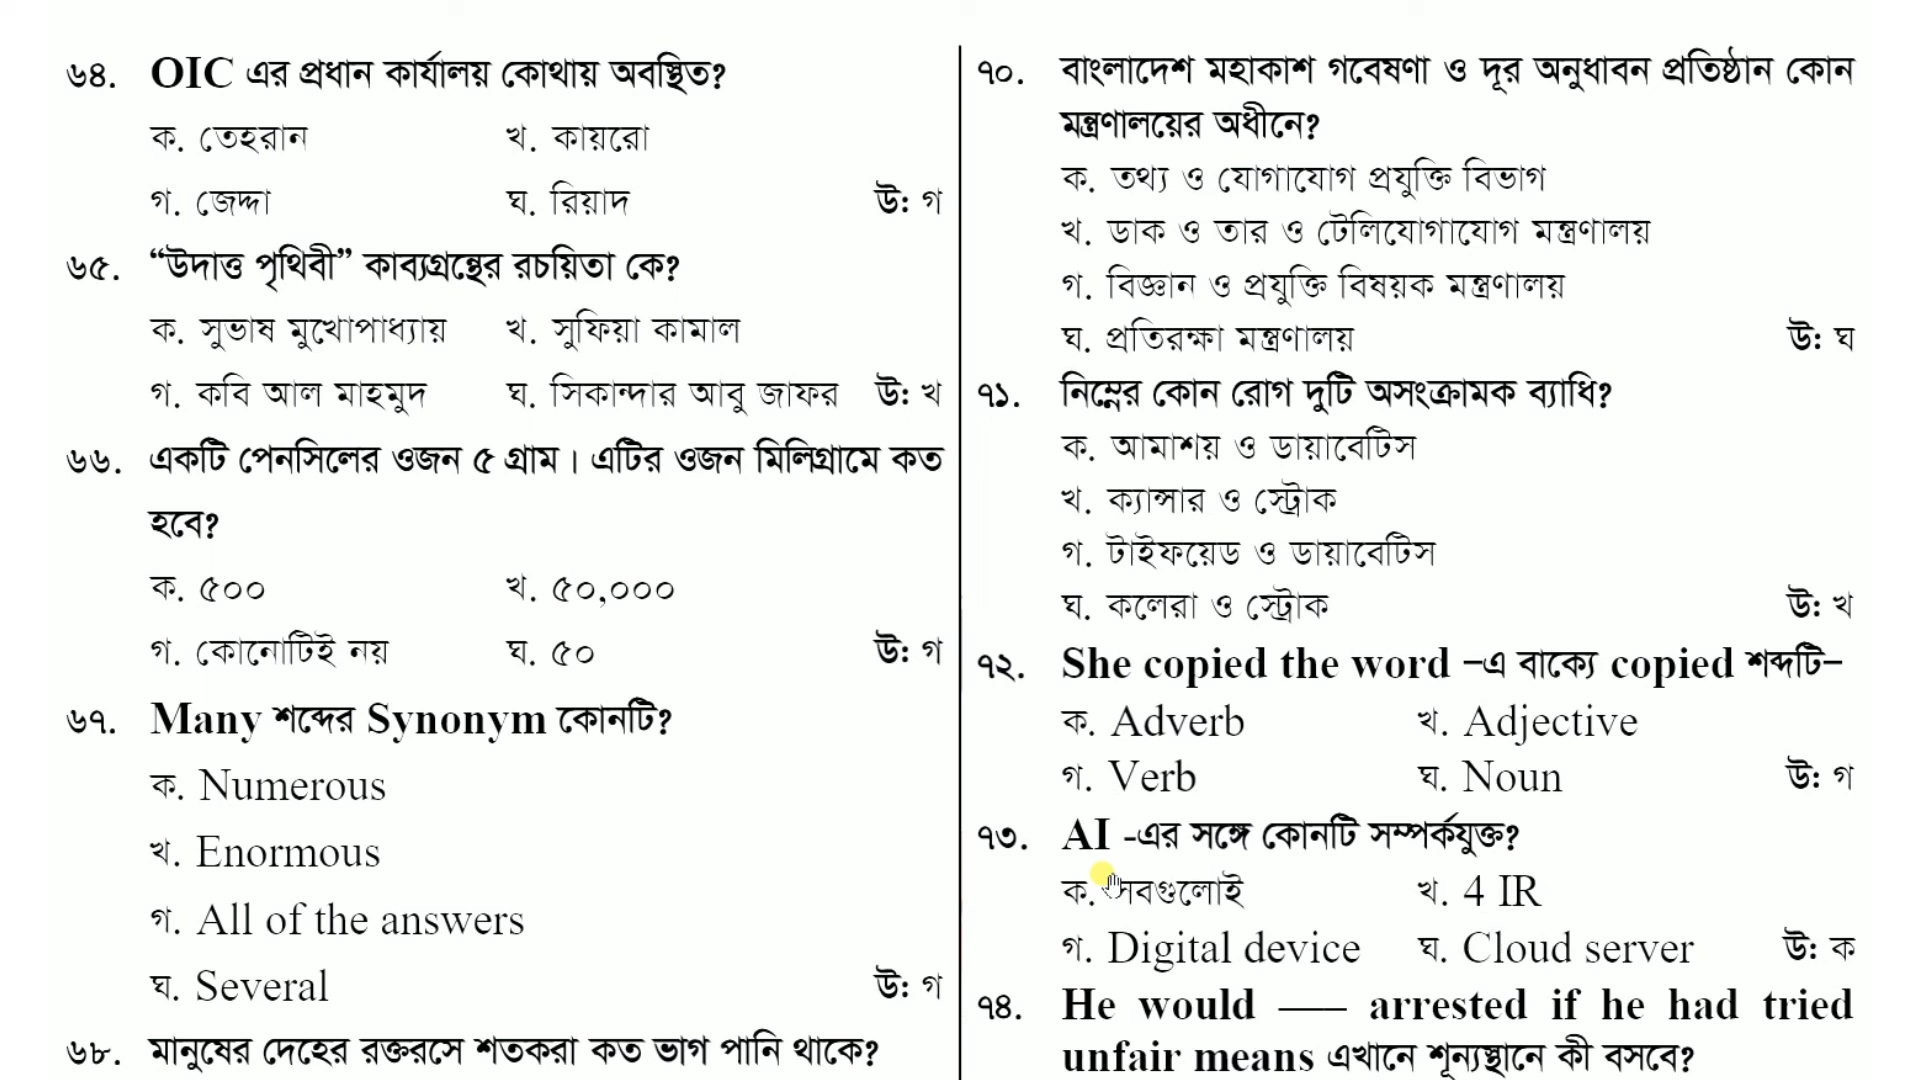 ৬৪. OIC এর প্রধান কার্যালয় কোথায় অবস্থিত?
ক. তেহরান খ. কায়রো
গ. জেদ্দা ঘ. রিয়াদ উ: গ
৬৫. “উদাত্ত পৃথিবী” কাব্যগ্রন্থের রচয়িতা কে?
ক. সুভাষ মুখোপাধ্যায় খ. সুফিয়া কামাল
গ. কবি আল মাহমুদ ঘ. সিকান্দার আবু জাফর উ: খ
৬৬. একটি পেনসিলের ওজন ৫ গ্রাম। এটির ওজন মিলিগ্রামে কত
হবে?
ক. ৫০০ খ. ৫০,০০০
গ. কোনোটিই নয় ঘ. ৫০ উ: গ
৬৭. Many শব্দের Synonym কোনটি?
ক. Numerous
খ. Enormous
গ. All of the answers
ঘ. Several উ: গ
৬৮. মানুষের দেহের রক্তরসে শতকরা কত ভাগ পানি থাকে?
৭০. বাংলাদেশ মহাকাশ গবেষণা ও দূর অনুধাবন প্রতিষ্ঠান কোন
মন্ত্রণালয়ের অধীনে?
ক. তথ্য ও যোগাযোগ প্রযুক্তি বিভাগ
খ. ডাক ও তার ও টেলিযোগাযোগ মন্ত্রণালয়
গ. বিজ্ঞান ও প্রযুক্তি বিষয়ক মন্ত্রণালয়
ঘ. প্রতিরক্ষা মন্ত্রণালয় উ: ঘ
৭১. নিম্নের কোন রোগ দুটি অসংক্রামক ব্যাধি?
ক. আমাশয় ও ডায়াবেটিস
খ. ক্যান্সার ও স্ট্রোক
গ. টাইফয়েড ও ডায়াবেটিস
ঘ. কলেরা ও স্ট্রোক উ: খ
৭২. She copied the word –এ বাক্যে copied শব্দটি–
ক. Adverb খ. Adjective
গ. Verb ঘ. Noun উ: গ
৭৩. AI -এর সঙ্গে কোনটি সম্পর্কযুক্ত?
ক. সবগুলোই খ. 4 IR
গ. Digital device ঘ. Cloud server উ: ক
৭৪. He would —— arrested if he had tried
unfair means এখানে শূন্যস্থানে কী বসবে?